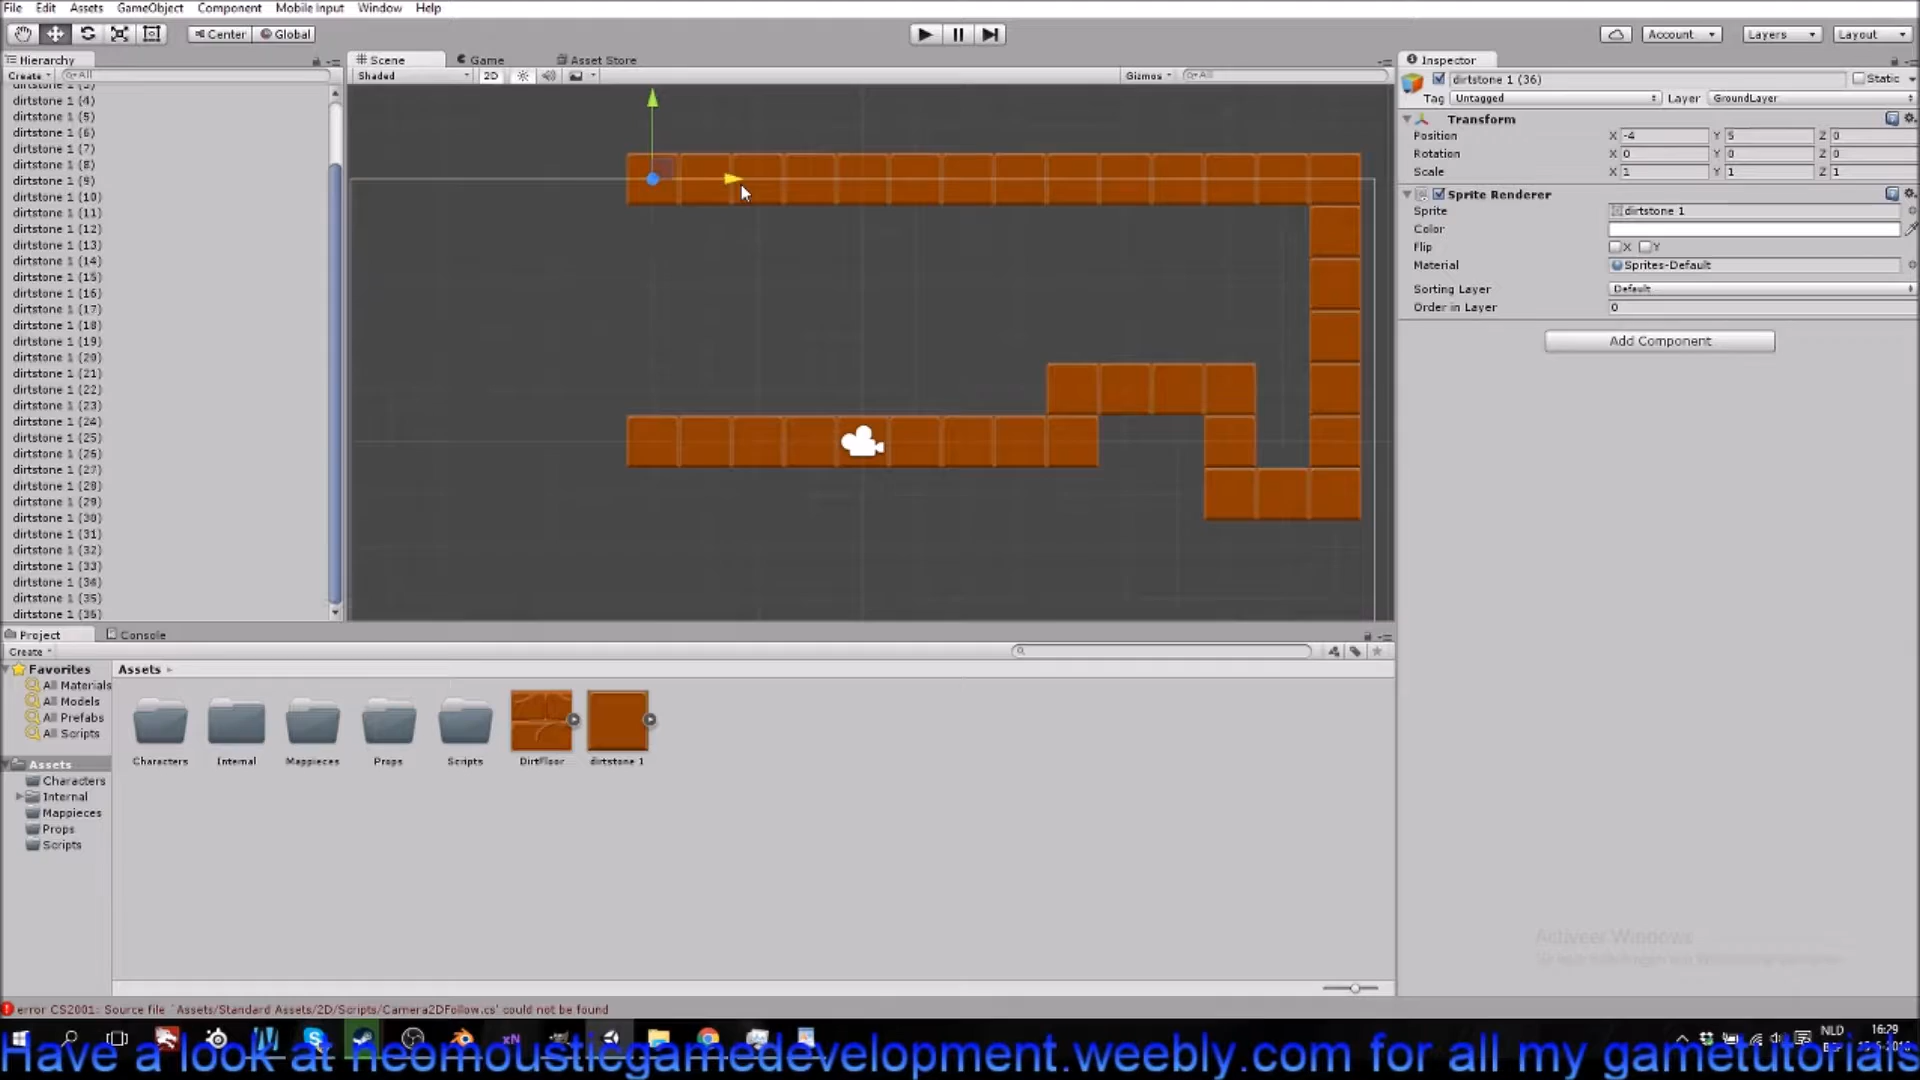 File Edit Assets GameObject Component Mobile Input Window Help
Center Global Account Layers Layout
Hierarchy
Create All
dirtstone 1 (3)
dirtstone 1 (4)
dirtstone 1 (5)
dirtstone 1 (6)
dirtstone 1 (7)
dirtstone 1 (8)
dirtstone 1 (9)
dirtstone 1 (10)
dirtstone 1 (11)
dirtstone 1 (12)
dirtstone 1 (13)
dirtstone 1 (14)
dirtstone 1 (15)
dirtstone 1 (16)
dirtstone 1 (17)
dirtstone 1 (18)
dirtstone 1 (19)
dirtstone 1 (20)
dirtstone 1 (21)
dirtstone 1 (22)
dirtstone 1 (23)
dirtstone 1 (24)
dirtstone 1 (25)
dirtstone 1 (26)
dirtstone 1 (27)
dirtstone 1 (28)
dirtstone 1 (29)
dirtstone 1 (30)
dirtstone 1 (31)
dirtstone 1 (32)
dirtstone 1 (33)
dirtstone 1 (34)
dirtstone 1 (35)
dirtstone 1 (36)
Scene Game Asset Store
Shaded 2D Gizmos All
Inspector
dirtstone 1 (36) Static
Tag Untagged Layer GroundLayer
Transform
Position X -4 Y 5 Z 0
Rotation X 0 Y 0 Z 0
Scale X 1 Y 1 Z 1
Sprite Renderer
Sprite dirtstone 1
Color
Flip X Y
Material Sprites-Default
Sorting Layer Default
Order in Layer 0
Add Component
Project Console
Create
Favorites
All Materials
All Models
All Prefabs
All Scripts
Assets
Characters
Internal
Mappieces
Props
Scripts
Assets
Characters Internal Mappieces Props Scripts DirtFloor dirtstone 1
Activeer Windows
error CS2001: Source file `Assets/Standard Assets/2D/Scripts/Camera2DFollow.cs' could not be found
NLD 16:29
Have a look at neomousticgamedevelopment.weebly.com for all my gametutorials